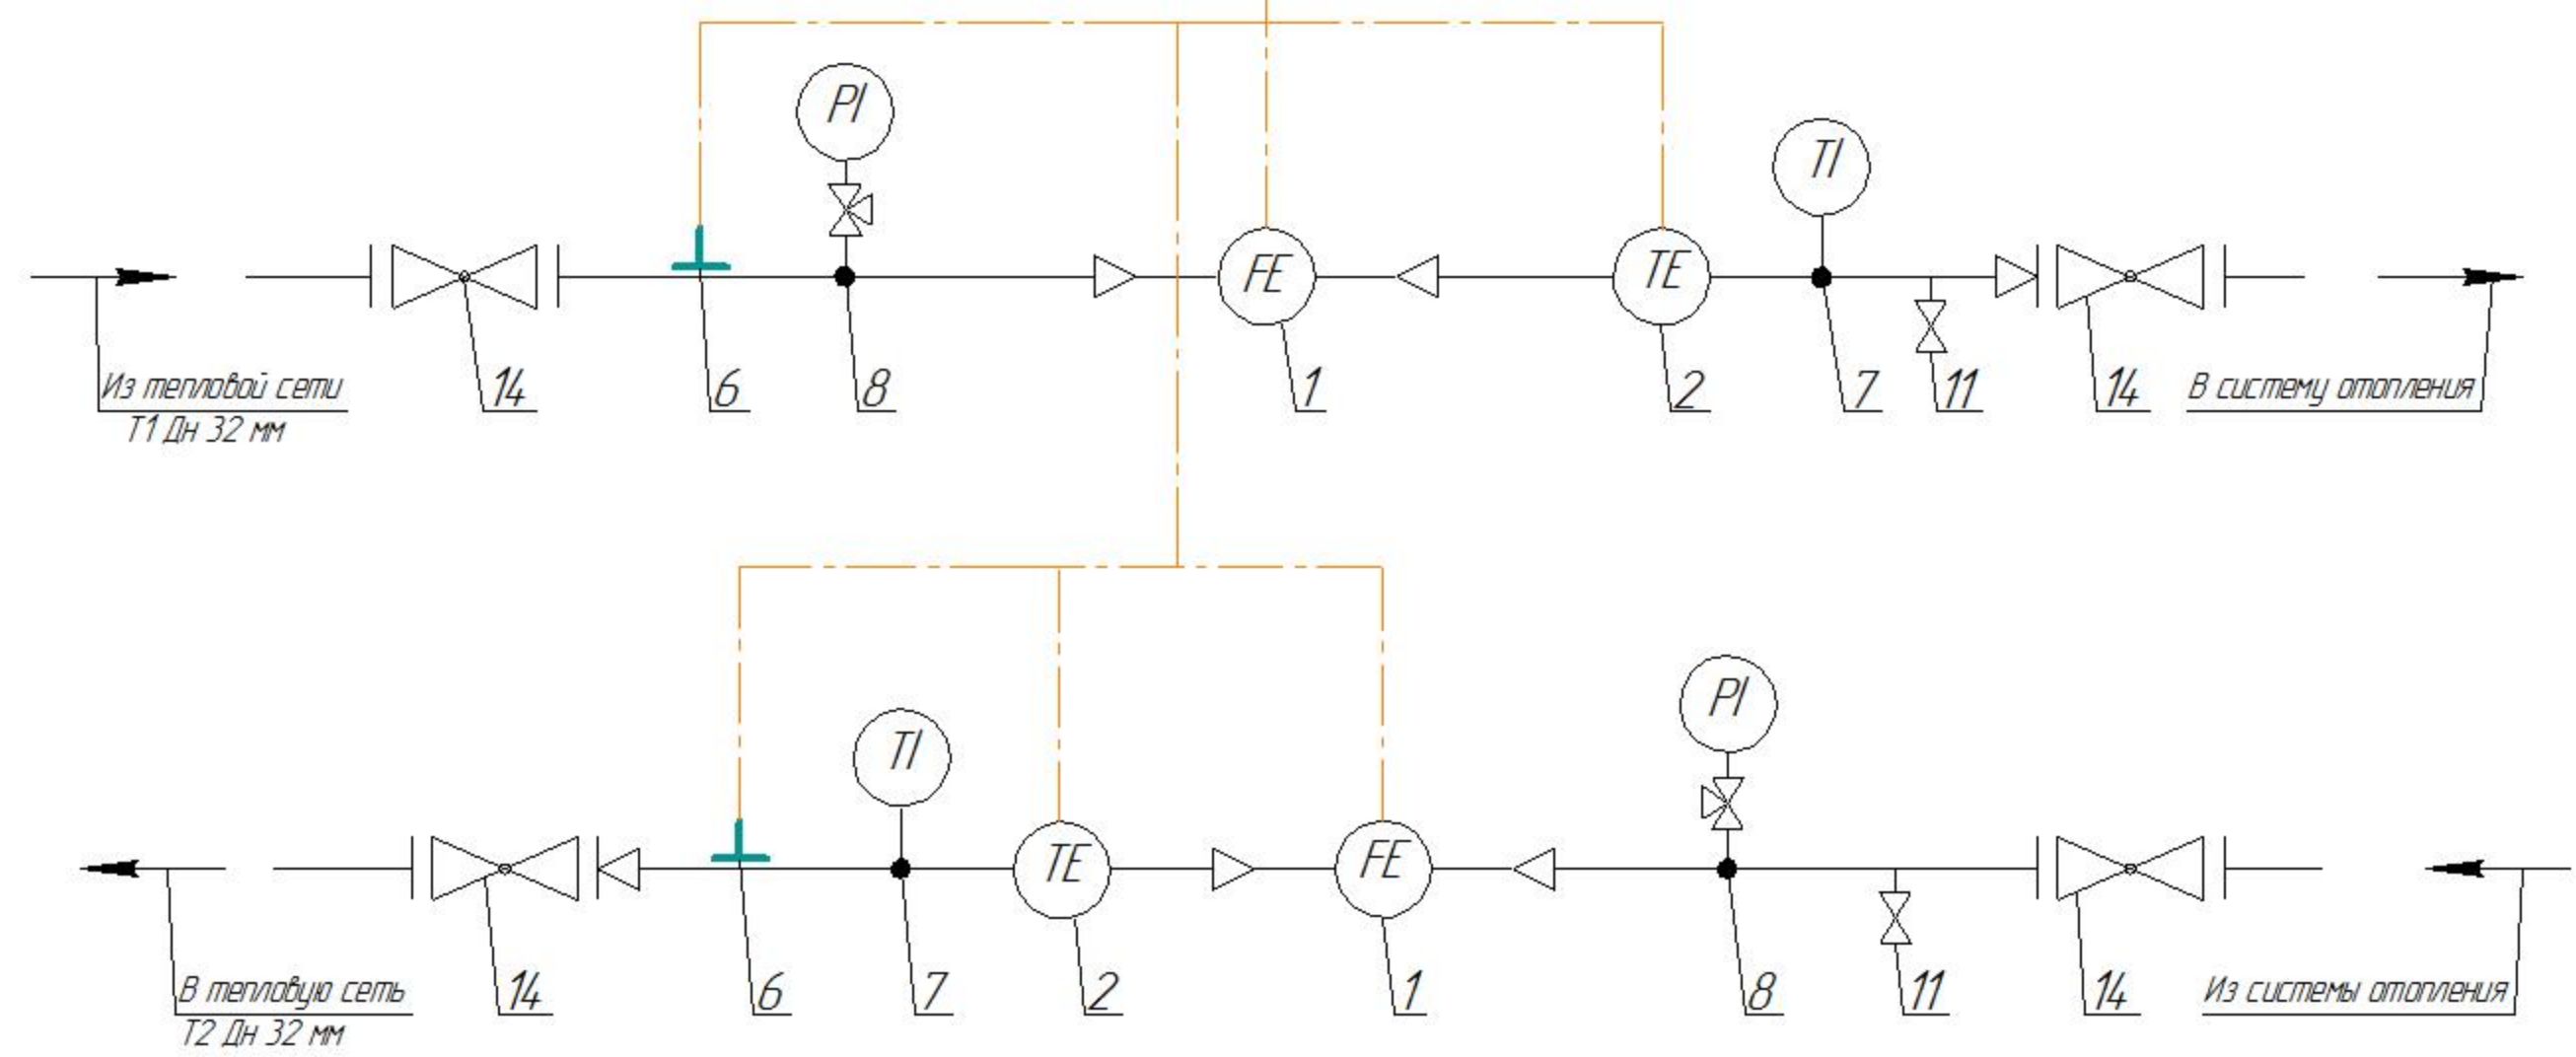 PI
TI
FE
TE
Из тепловой сети
Т1 Дн 32 мм
14
6
8
1
2
7
11
14
В систему отопления
PI
TI
TE
FE
В тепловую сеть
Т2 Дн 32 мм
14
6
7
2
1
8
11
14
Из системы отопления